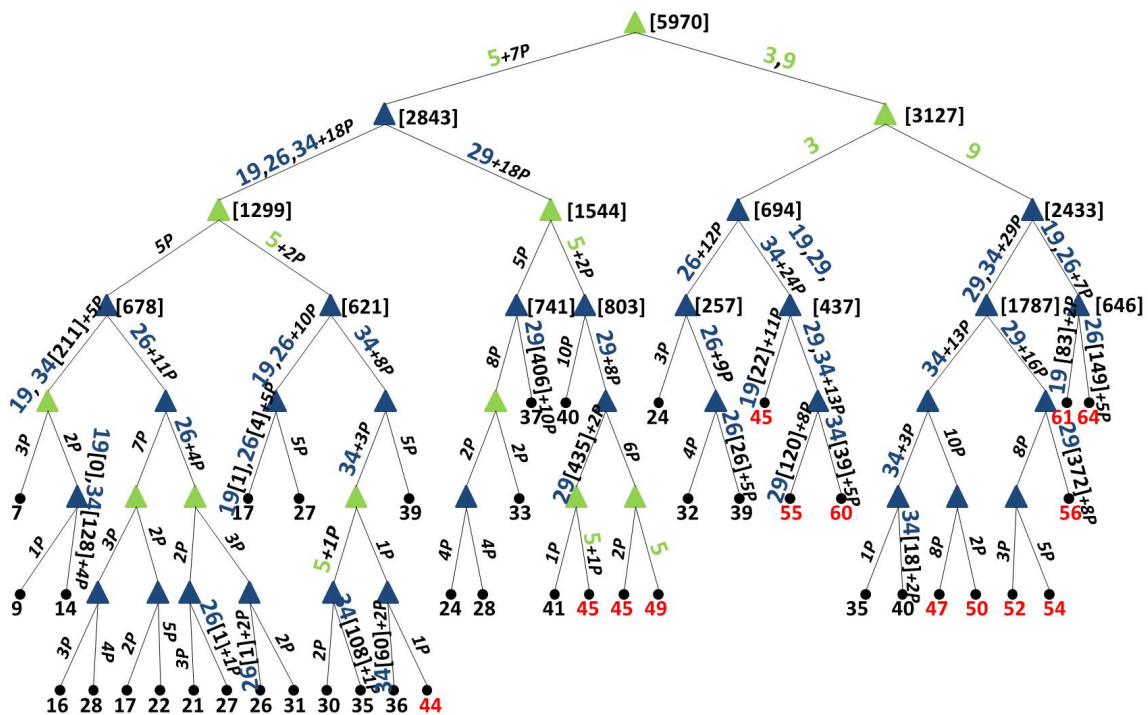 [5970]
5+7P
3,9
[2843]
[3127]
19,26,34+18P
29+18P
3
9
[1299]
[1544]
[694]
[2433]
5P
5+2P
5P
5+2P
26+12P
19,29,
34+24P
29,34+29P
19,26+7P
[678]
[621]
[741]
[803]
[257]
[437]
[1787]
[646]
19, 34[211]+5P
26+11P
19,26+10P
34+8P
8P
29[406]+10P
10P
29+8P
3P
26+9P
19[22]+11P
29,34+13P
34+13P
29+16P
19 [83]+2P
26[149]+5P
37
40
24
45
61
64
3P
2P
7P
26+4P
19[1],26[4]+5P
5P
34+3P
5P
2P
2P
29[435]+2P
6P
4P
26[26]+5P
29[120]+8P
34[39]+5P
34+3P
10P
8P
29[372]+8P
7
17
27
39
33
32
39
55
60
56
1P
19[0],34[128]+4P
3P
2P
2P
3P
5+1P
1P
4P
4P
1P
5+1P
2P
5
1P
34[18]+2P
8P
2P
3P
5P
9
14
24
28
41
45
45
49
35
40
47
50
52
54
3P
4P
2P
5P
3P
26[1]+1P
26[1]+2P
2P
2P
34[108]+1P
34[60]+2P
1P
16
28
17
22
21
27
26
31
30
35
36
44